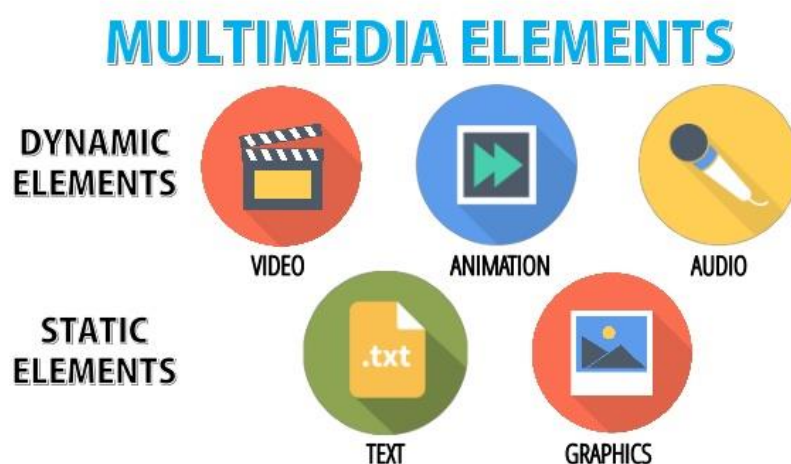 MULTIMEDIA ELEMENTS
DYNAMIC
ELEMENTS
VIDEO
ANIMATION
AUDIO
STATIC
ELEMENTS
.txt
TEXT
GRAPHICS